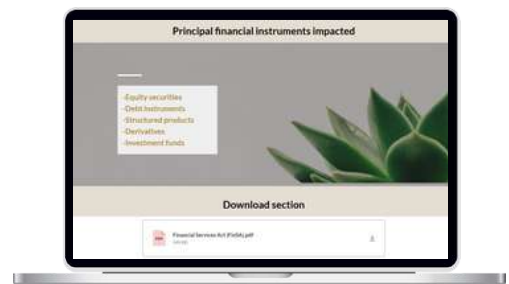 Principal financial instruments impacted
-Equity securities
-Debt Instruments
-Structured products
-Derivatives
-Investment funds
Download section
Financial Services Act (FinSA).pdf